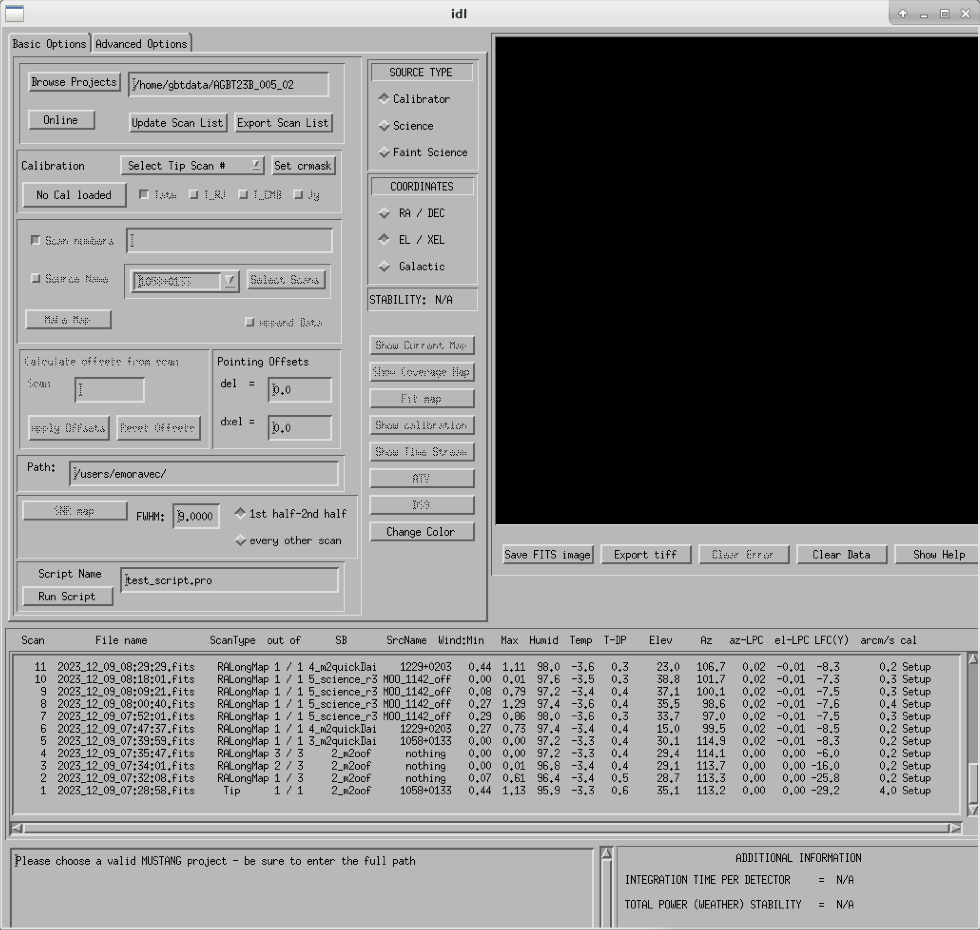 idl
Basic Options Advanced Options
Browse Projects /home/gbtdata/AGBT23B_005_02
Online Update Scan List Export Scan List
Calibration Select Tip Scan # Set crmask
No Cal loaded Tatm T_RJ T_CMB Jy
Scan numbers
Source Name 1058+0133 Select Scans
Make Map Append Data
Calculate offsets from scan
Scan
Apply Offsets Reset Offsets
Pointing Offsets
del = 0.0
dxel = 0.0
Path: /users/emoravec/
SNR map FWHM: 9.0000 1st half-2nd half
every other scan
Script Name test_script.pro
Run Script
SOURCE TYPE
Calibrator
Science
Faint Science
COORDINATES
RA / DEC
EL / XEL
Galactic
STABILITY: N/A
Show Current Map
Show Coverage Map
Fit map
Show calibration
Show Time Stream
ATV
DS9
Change Color
Save FITS image Export tiff Clear Error Clear Data Show Help
Scan File name ScanType out of SB SrcName Wind:Min Max Humid Temp T-DP Elev Az az-LPC el-LPC LFC(Y) arcm/s cal
11 2023_12_09_08:29:29.fits RALongMap 1 / 1 4_m2quickDai 1229+0203 0.44 1.11 98.0 -3.6 0.3 23.0 106.7 0.02 -0.01 -8.3 0.2 Setup
10 2023_12_09_08:18:01.fits RALongMap 1 / 1 5_science_r3 MOO_1142_off 0.00 0.01 97.6 -3.5 0.3 38.8 101.7 0.02 -0.01 -7.3 0.3 Setup
9 2023_12_09_08:09:21.fits RALongMap 1 / 1 5_science_r3 MOO_1142_off 0.08 0.79 97.2 -3.4 0.4 37.1 100.1 0.02 -0.01 -7.5 0.3 Setup
8 2023_12_09_08:00:40.fits RALongMap 1 / 1 5_science_r3 MOO_1142_off 0.27 1.29 97.4 -3.6 0.4 35.5 98.6 0.02 -0.01 -7.6 0.4 Setup
7 2023_12_09_07:52:01.fits RALongMap 1 / 1 5_science_r3 MOO_1142_off 0.29 0.86 98.0 -3.6 0.3 33.7 97.0 0.02 -0.01 -7.5 0.3 Setup
6 2023_12_09_07:47:37.fits RALongMap 1 / 1 4_m2quickDai 1229+0203 0.27 0.73 97.4 -3.4 0.4 15.0 99.5 0.02 -0.01 -8.5 0.2 Setup
5 2023_12_09_07:39:59.fits RALongMap 1 / 1 3_m2quickDai 1058+0133 0.00 0.00 97.2 -3.3 0.4 30.1 114.9 0.02 -0.01 -8.3 0.2 Setup
4 2023_12_09_07:35:47.fits RALongMap 3 / 3 2_m2oof nothing 0.00 0.00 97.2 -3.3 0.4 29.4 114.1 0.00 0.00 -6.0 0.2 Setup
3 2023_12_09_07:34:01.fits RALongMap 2 / 3 2_m2oof nothing 0.00 0.01 96.8 -3.4 0.4 29.1 113.7 0.00 0.00 -16.0 0.2 Setup
2 2023_12_09_07:32:08.fits RALongMap 1 / 3 2_m2oof nothing 0.07 0.61 96.4 -3.4 0.5 28.7 113.3 0.00 0.00 -25.8 0.2 Setup
1 2023_12_09_07:28:58.fits Tip 1 / 1 2_m2oof 1058+0133 0.44 1.13 95.9 -3.3 0.6 35.1 113.2 0.00 0.00 -29.2 4.0 Setup
Please choose a valid MUSTANG project - be sure to enter the full path
ADDITIONAL INFORMATION
INTEGRATION TIME PER DETECTOR = N/A
TOTAL POWER (WEATHER) STABILITY = N/A